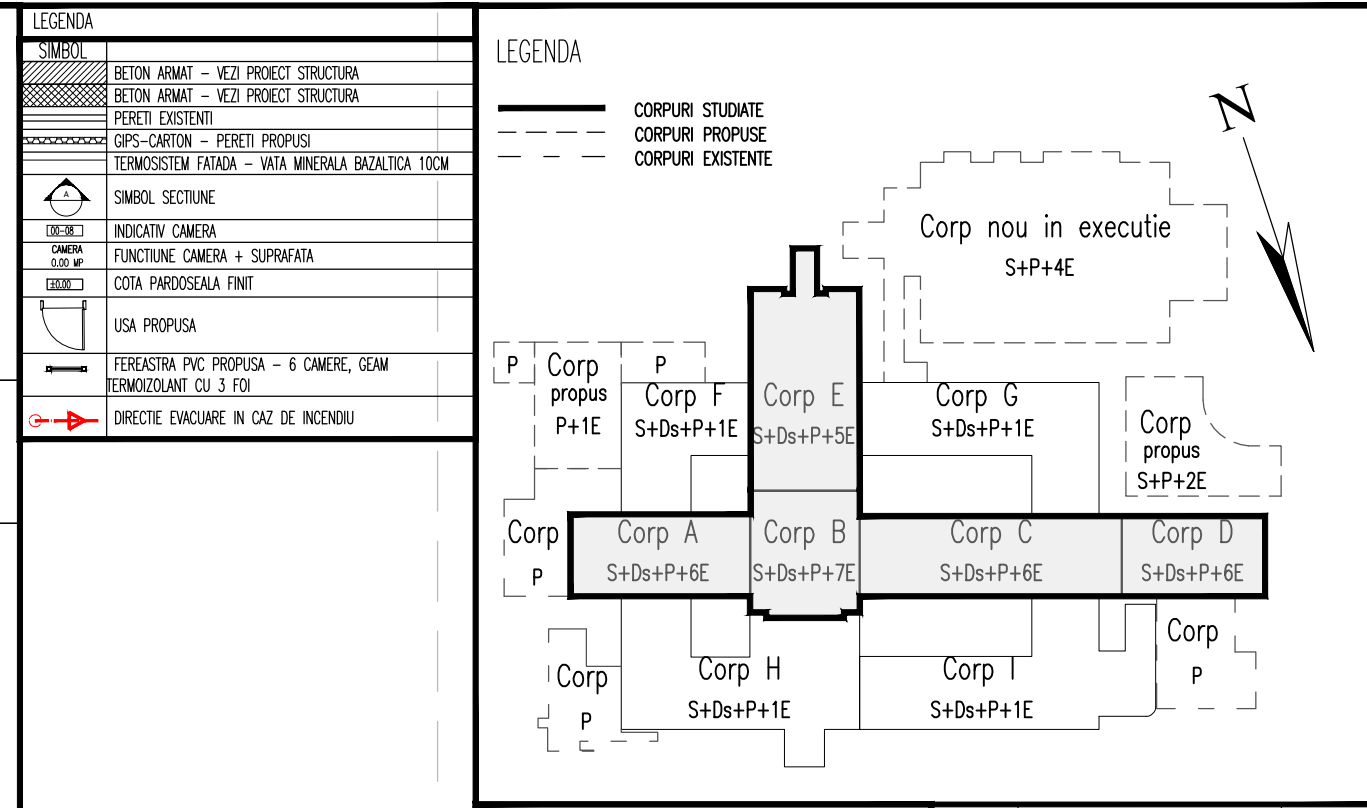 LEGENDA
SIMBOL
BETON ARMAT – VEZI PROIECT STRUCTURA
BETON ARMAT – VEZI PROIECT STRUCTURA
PERETI EXISTENTI
GIPS-CARTON – PERETI PROPUSI
TERMOSISTEM FATADA – VATA MINERALA BAZALTICA 10CM
A
SIMBOL SECTIUNE
00-08
INDICATIV CAMERA
CAMERA
0.00 MP
FUNCTIUNE CAMERA + SUPRAFATA
±0.00
COTA PARDOSEALA FINIT
USA PROPUSA
FEREASTRA PVC PROPUSA – 6 CAMERE, GEAM
TERMOIZOLANT CU 3 FOI
DIRECTIE EVACUARE IN CAZ DE INCENDIU
LEGENDA
CORPURI STUDIATE
CORPURI PROPUSE
CORPURI EXISTENTE
N
Corp nou in executie
S+P+4E
P
Corp
propus
P+1E
P
Corp F
S+Ds+P+1E
Corp E
S+Ds+P+5E
Corp G
S+Ds+P+1E
Corp
propus
S+P+2E
Corp
P
Corp A
S+Ds+P+6E
Corp B
S+Ds+P+7E
Corp C
S+Ds+P+6E
Corp D
S+Ds+P+6E
Corp
P
Corp H
S+Ds+P+1E
Corp I
S+Ds+P+1E
Corp
P